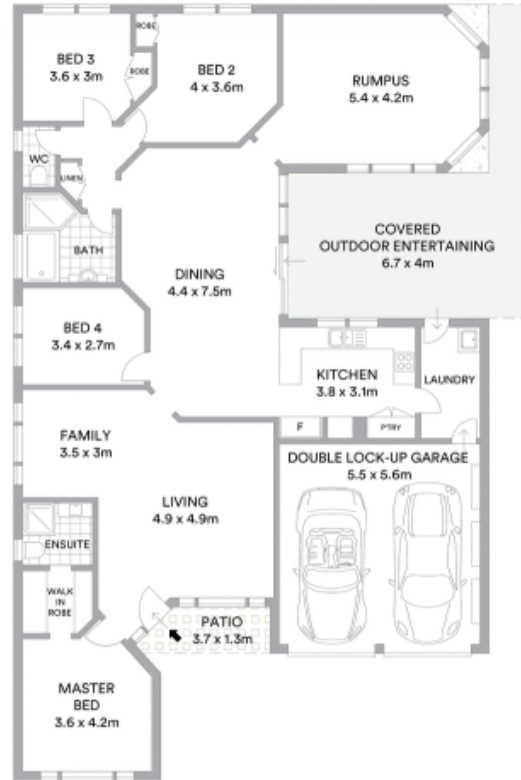 ROBE
BED 3
3.6 x 3m
ROBE
BED 2
4 x 3.6m
RUMPUS
5.4 x 4.2m
WC
LINEN
BATH
COVERED
OUTDOOR ENTERTAINING
6.7 x 4m
DINING
4.4 x 7.5m
BED 4
3.4 x 2.7m
KITCHEN
3.8 x 3.1m
LAUNDRY
F
PTRY
FAMILY
3.5 x 3m
DOUBLE LOCK-UP GARAGE
5.5 x 5.6m
LIVING
4.9 x 4.9m
ENSUITE
WALK
IN
ROBE
PATIO
3.7 x 1.3m
MASTER
BED
3.6 x 4.2m